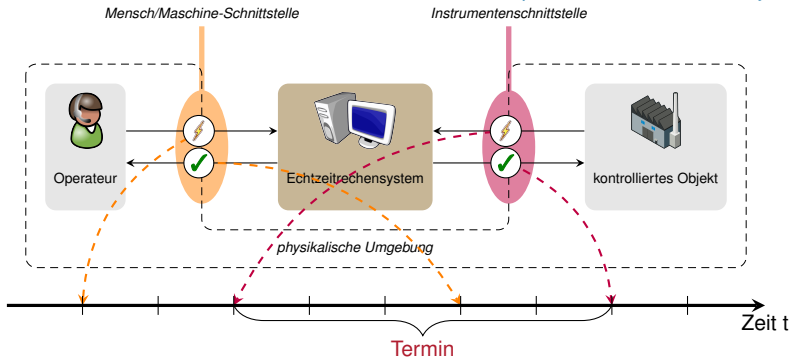 Mensch/Maschine-Schnittstelle
Instrumentenschnittstelle
Operateur
Echtzeitrechensystem
kontrolliertes Objekt
physikalische Umgebung
Zeit t
Termin